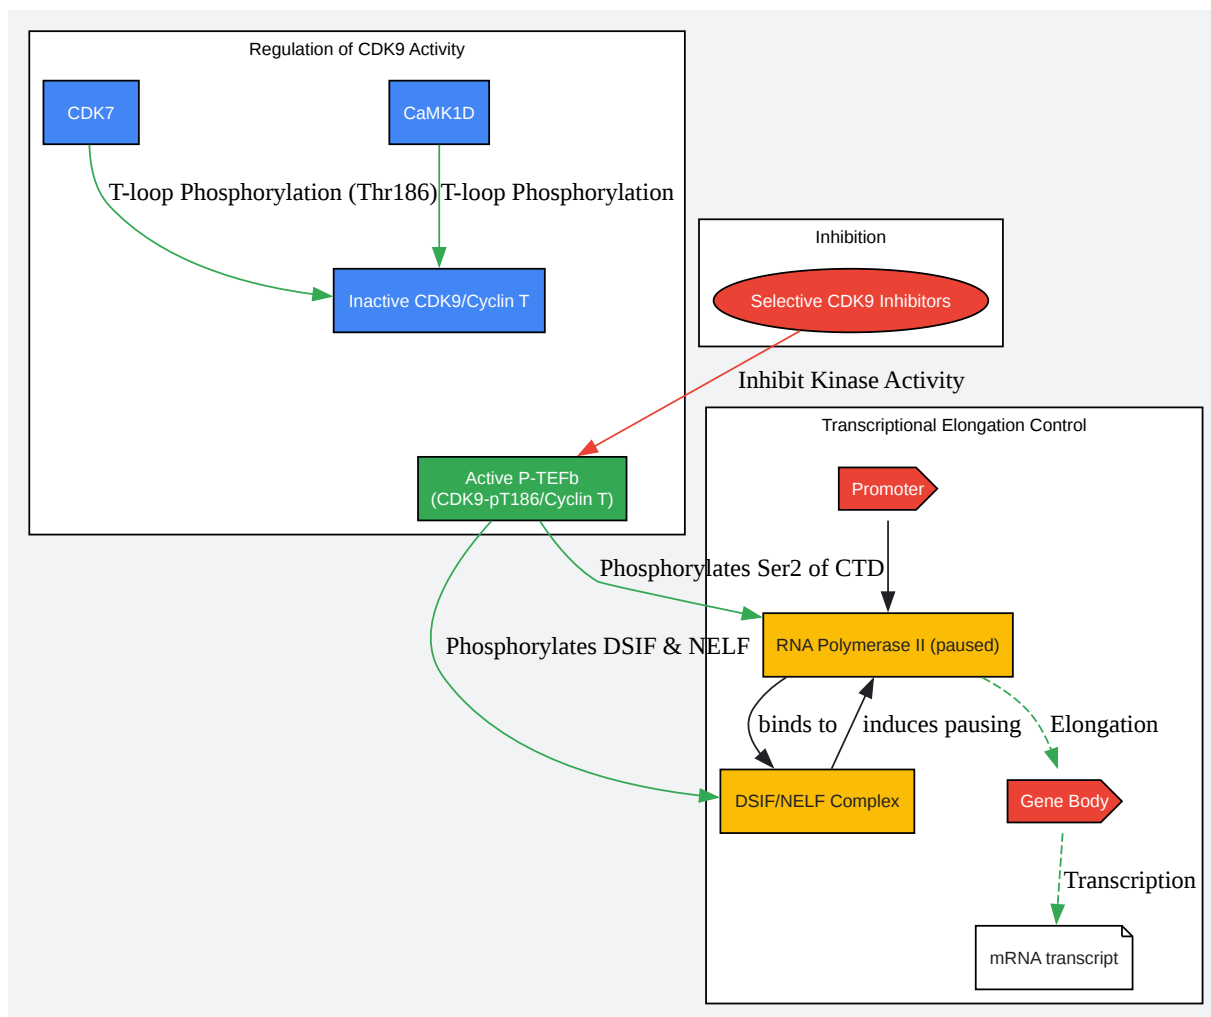 Regulation of CDK9 Activity
CDK7
CaMK1D
T-loop Phosphorylation (Thr186)
T-loop Phosphorylation
Inactive CDK9/Cyclin T
Inhibition
Selective CDK9 Inhibitors
Inhibit Kinase Activity
Active P-TEFb
(CDK9-pT186/Cyclin T)
Transcriptional Elongation Control
Promoter
Phosphorylates Ser2 of CTD
Phosphorylates DSIF & NELF
RNA Polymerase II (paused)
binds to
induces pausing
Elongation
DSIF/NELF Complex
Gene Body
Transcription
mRNA transcript